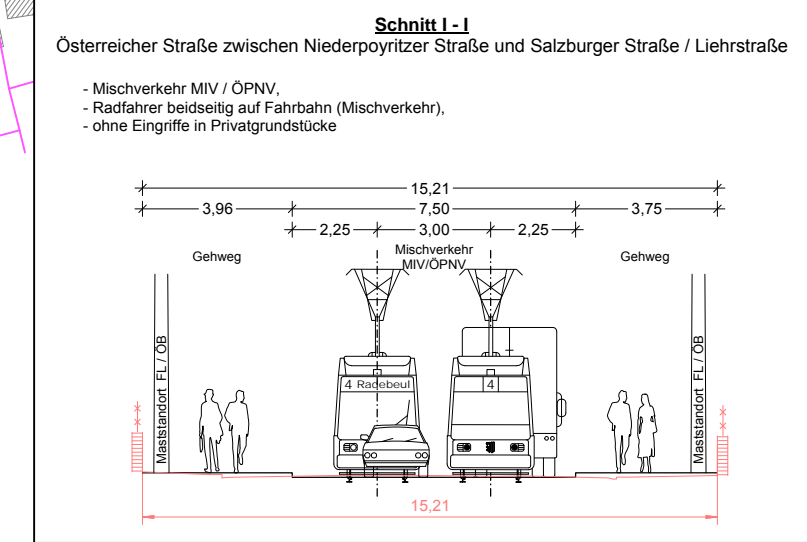 Schnitt I - I
Österreicher Straße zwischen Niederpoyritzer Straße und Salzburger Straße / Liehrstraße
- Mischverkehr MIV / ÖPNV,
- Radfahrer beidseitig auf Fahrbahn (Mischverkehr),
- ohne Eingriffe in Privatgrundstücke
15,21
3,96
7,50
3,75
2,25
3,00
2,25
Gehweg
Mischverkehr
MIV/ÖPNV
Gehweg
Maststandort FL / ÖB
4 Radebeul
4
Maststandort FL / ÖB
15,21